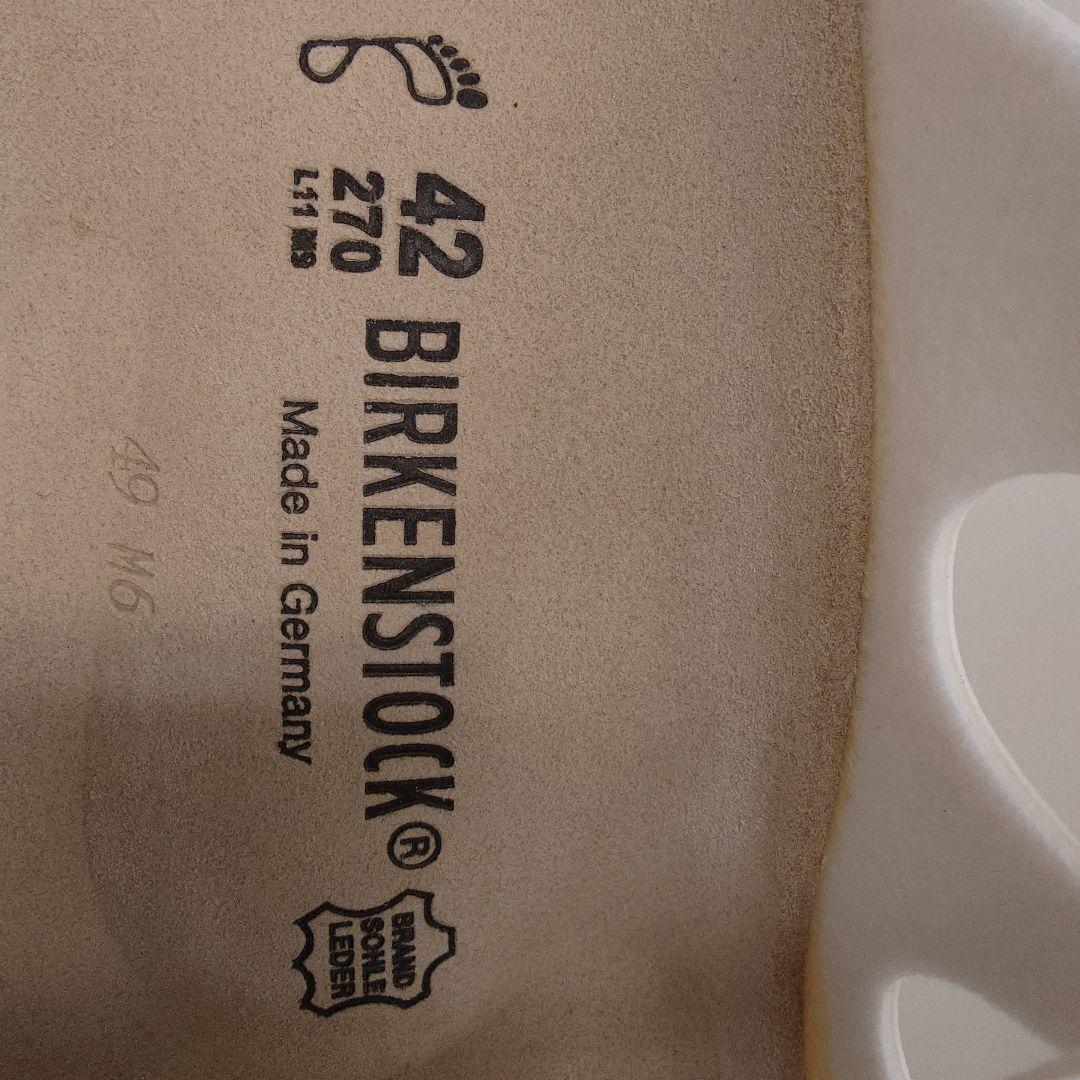 42
270
L11 M9
BIRKENSTOCK®
Made in Germany
BRAND
SOHLE
LEDER
49 M6